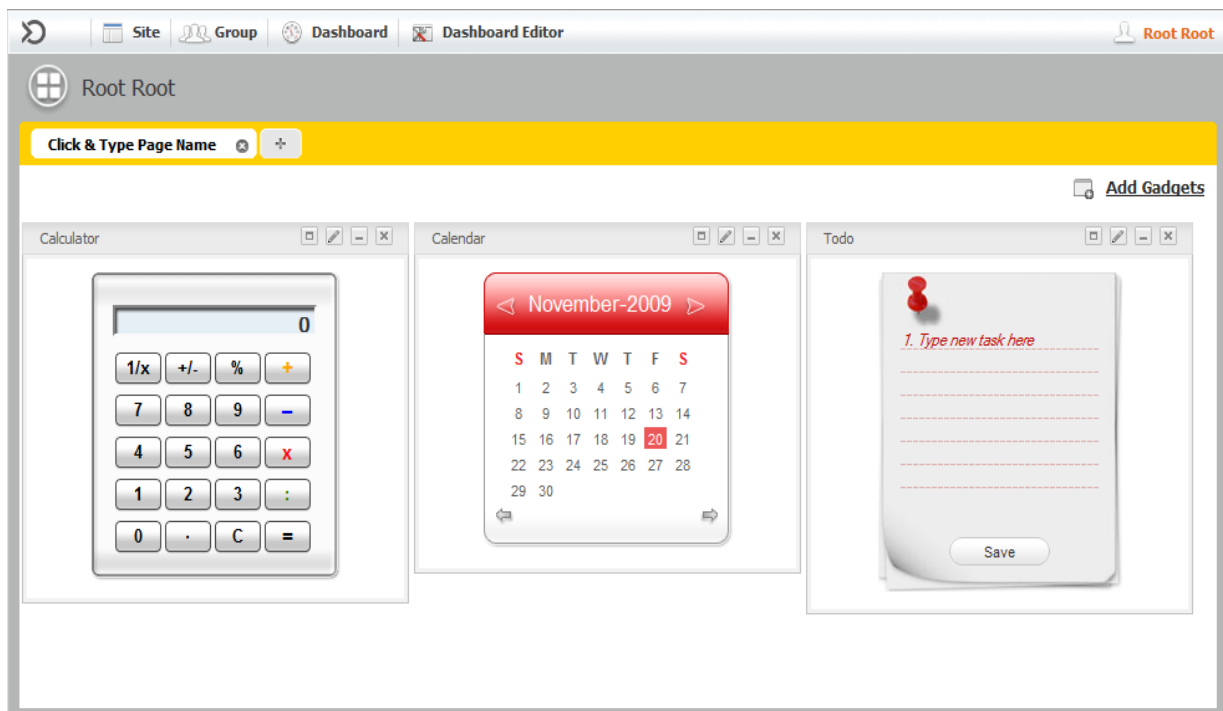 Site Group Dashboard Dashboard Editor Root Root
Root Root
Click & Type Page Name
Add Gadgets
Calculator
0
1/x +/- % +
7 8 9 –
4 5 6 x
1 2 3 :
0 . C =
Calendar
November-2009
S M T W T F S
1 2 3 4 5 6 7
8 9 10 11 12 13 14
15 16 17 18 19 20 21
22 23 24 25 26 27 28
29 30
Todo
1. Type new task here
Save